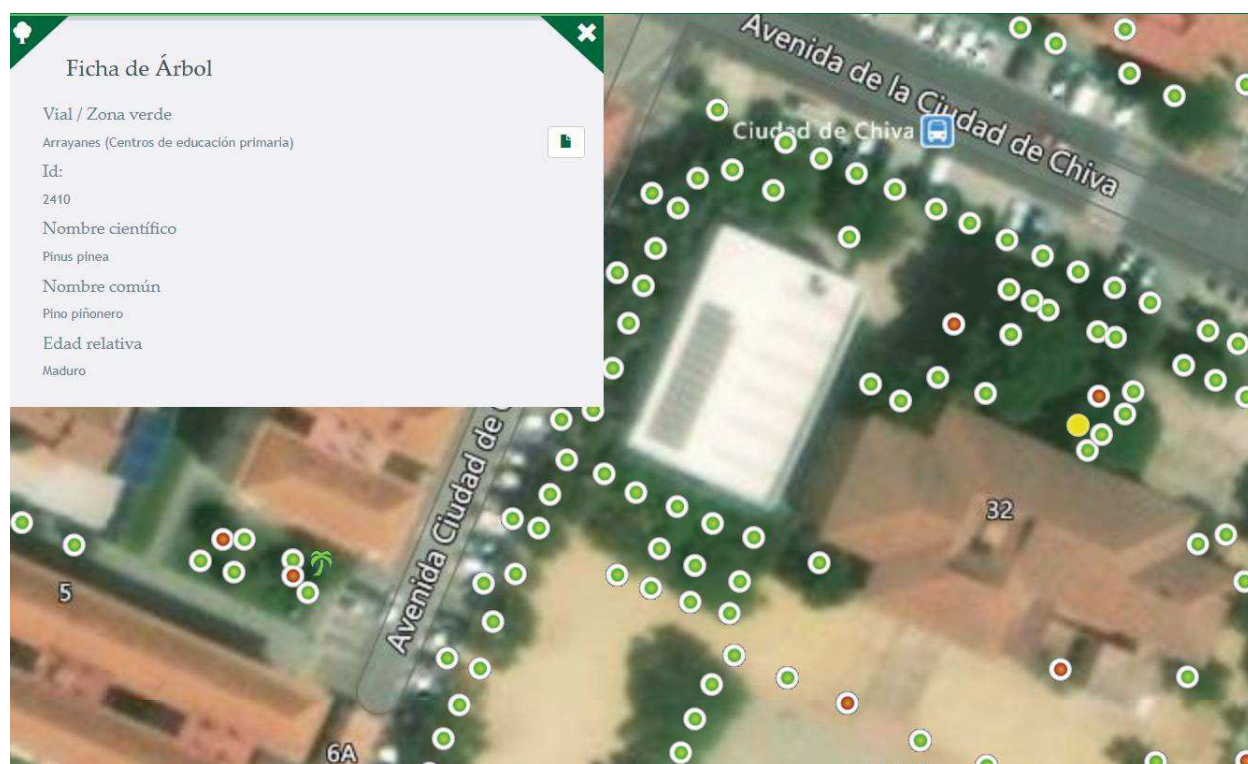 Ficha de Árbol
Vial / Zona verde
Arrayanes (Centros de educación primaria)
Id:
2410
Nombre científico
Pinus pinea
Nombre común
Pino piñonero
Edad relativa
Maduro
Avenida de la Ciudad de Chiva
Ciudad de Chiva
Avenida Ciudad de
32
5
6A